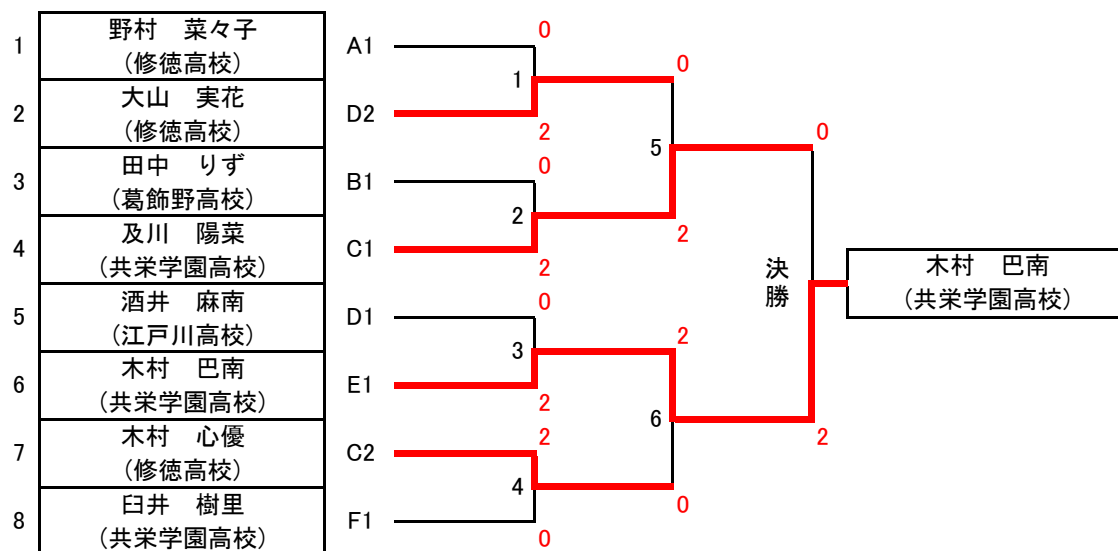 1
野村　菜々子
(修徳高校)
A1
2
大山　実花
(修徳高校)
D2
3
田中　りず
(葛飾野高校)
B1
4
及川　陽菜
(共栄学園高校)
C1
5
酒井　麻南
(江戸川高校)
D1
6
木村　巴南
(共栄学園高校)
E1
7
木村　心優
(修徳高校)
C2
8
臼井　樹里
(共栄学園高校)
F1
0
1
2
0
2
2
0
3
2
2
4
0
0
5
2
2
6
0
0
決勝
2
木村　巴南
(共栄学園高校)